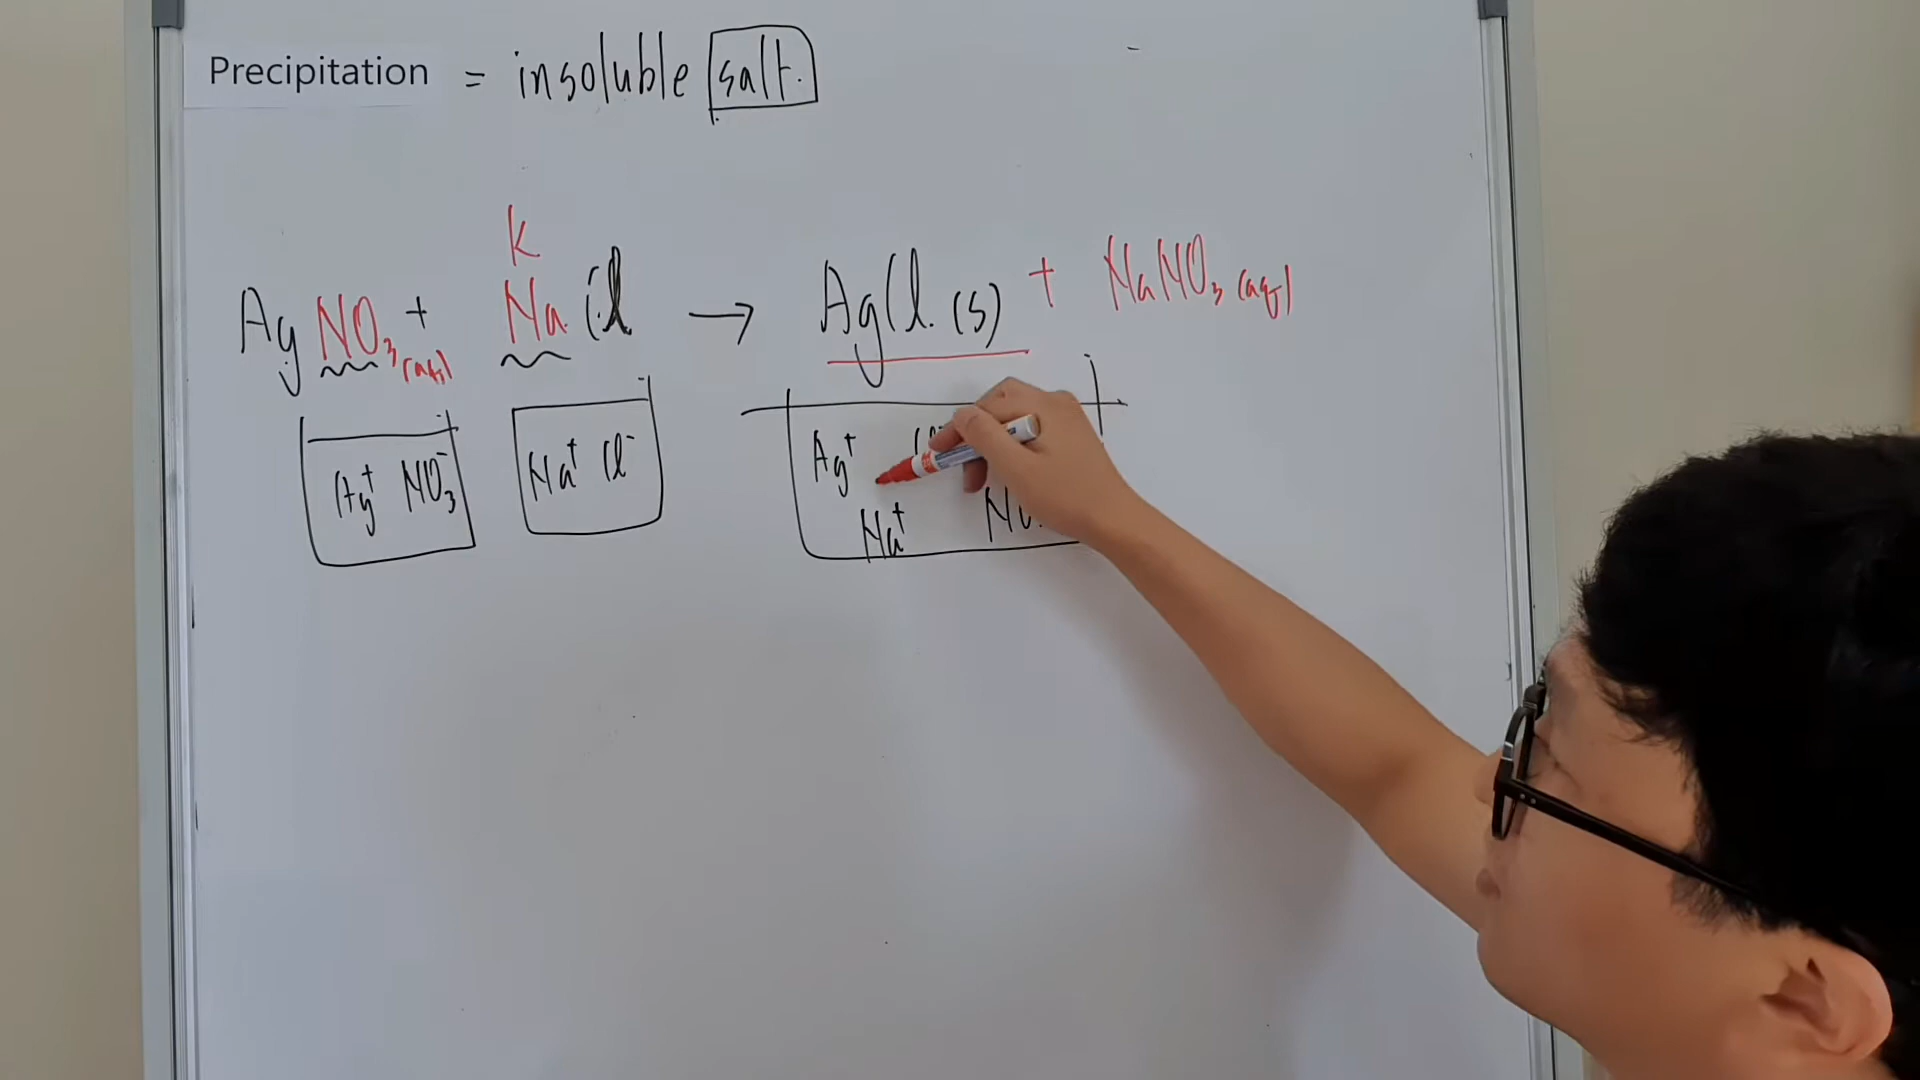 Precipitation = insoluble salt.
K
AgNO₃(aq) + NaCl → AgCl. (s) + NaNO₃(aq)
Ag⁺ NO₃⁻ Na⁺ Cl⁻ Ag⁺
Na⁺